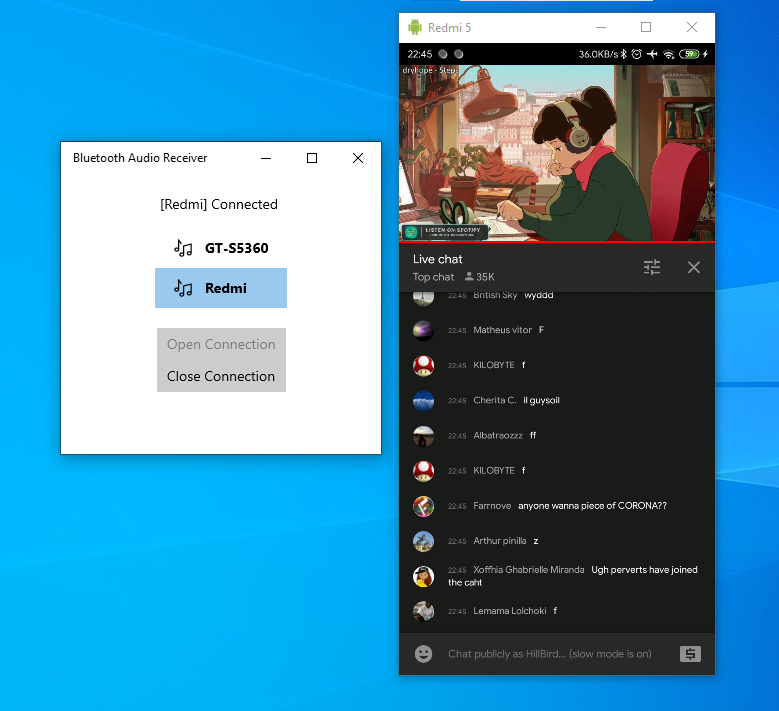 Bluetooth Audio Receiver
[Redmi] Connected
GT-S5360
Redmi
Open Connection
Close Connection
Redmi 5
22:45 36.0KB/s 59
dryhope - Steps
LISTEN ON SPOTIFY
Live chat
Top chat 35K
22:45 British Sky wyddd
22:45 Matheus vitor F
22:45 KILOBYTE f
22:45 Cherita C. il guysoil
22:45 Albatraozzz ff
22:45 KILOBYTE f
22:45 Farrnove anyone wanna piece of CORONA??
22:45 Arthur pinilla z
22:45 Xoffhia Ghabrielle Miranda Ugh perverts have joined
the caht
22:45 Lemama Lolchoki f
Chat publicly as HillBird... (slow mode is on)